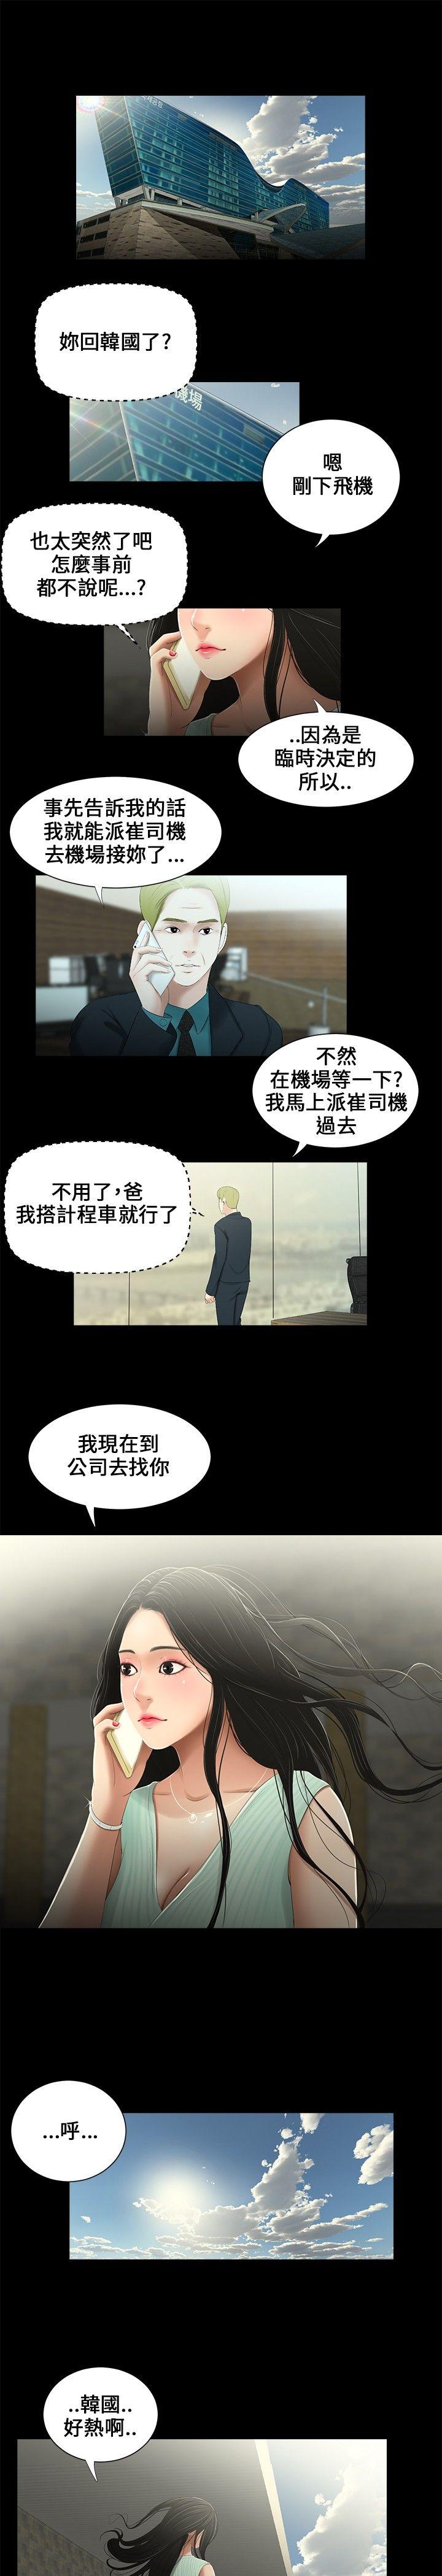 妳回韓國了?
機場
嗯
剛下飛機
也太突然了吧
怎麼事前
都不說呢...?
..因為是
臨時決定的
所以..
事先告訴我的話
我就能派崔司機
去機場接妳了...
不然
在機場等一下?
我馬上派崔司機
過去
不用了,爸
我搭計程車就行了
我現在到
公司去找你
...呼...
..韓國..
好熱啊..